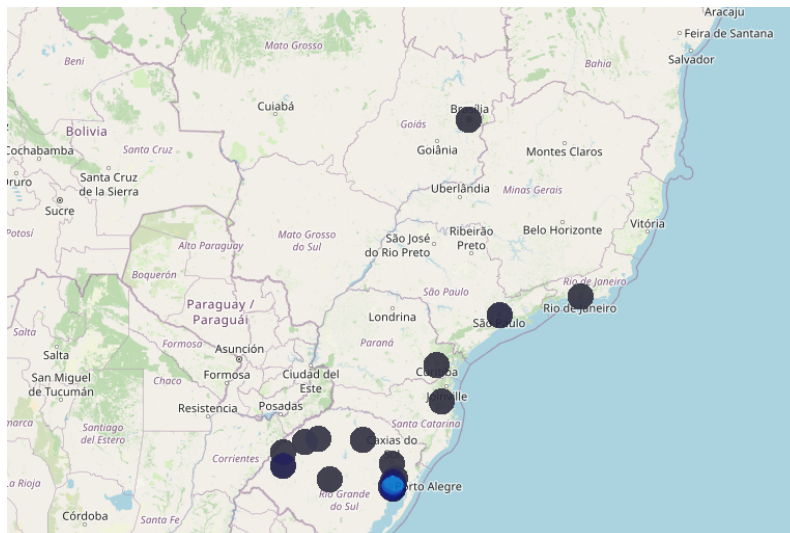 Aracaju
Feira de Santana
Mato Grosso
Salvador
Beni
Bahia
Cuiabá
Brasília
Goiás
Bolivia
Cochabamba
Santa Cruz
Goiânia
Montes Claros
Oruro
Santa Cruz
de la Sierra
Uberlândia
Minas Gerais
Sucre
Potosí
Vitória
Mato Grosso
do Sul
Alto Paraguay
São José
do Rio Preto
Ribeirão
Preto
Belo Horizonte
Boquerón
Rio de Janeiro
São Paulo
Paraguay /
Paraguái
Rio de Janeiro
Londrina
São Paulo
Salta
Formosa
Asunción
Paraná
Salta
Formosa
Ciudad del
Este
Curitiba
San Miguel
de Tucumán
Chaco
Resistencia
Posadas
Joinville
Santiago
del Estero
Santa Catarina
Caxias do
Corrientes
La Rioja
Rio Grande
do Sul
Porto Alegre
Córdoba
Santa Fe